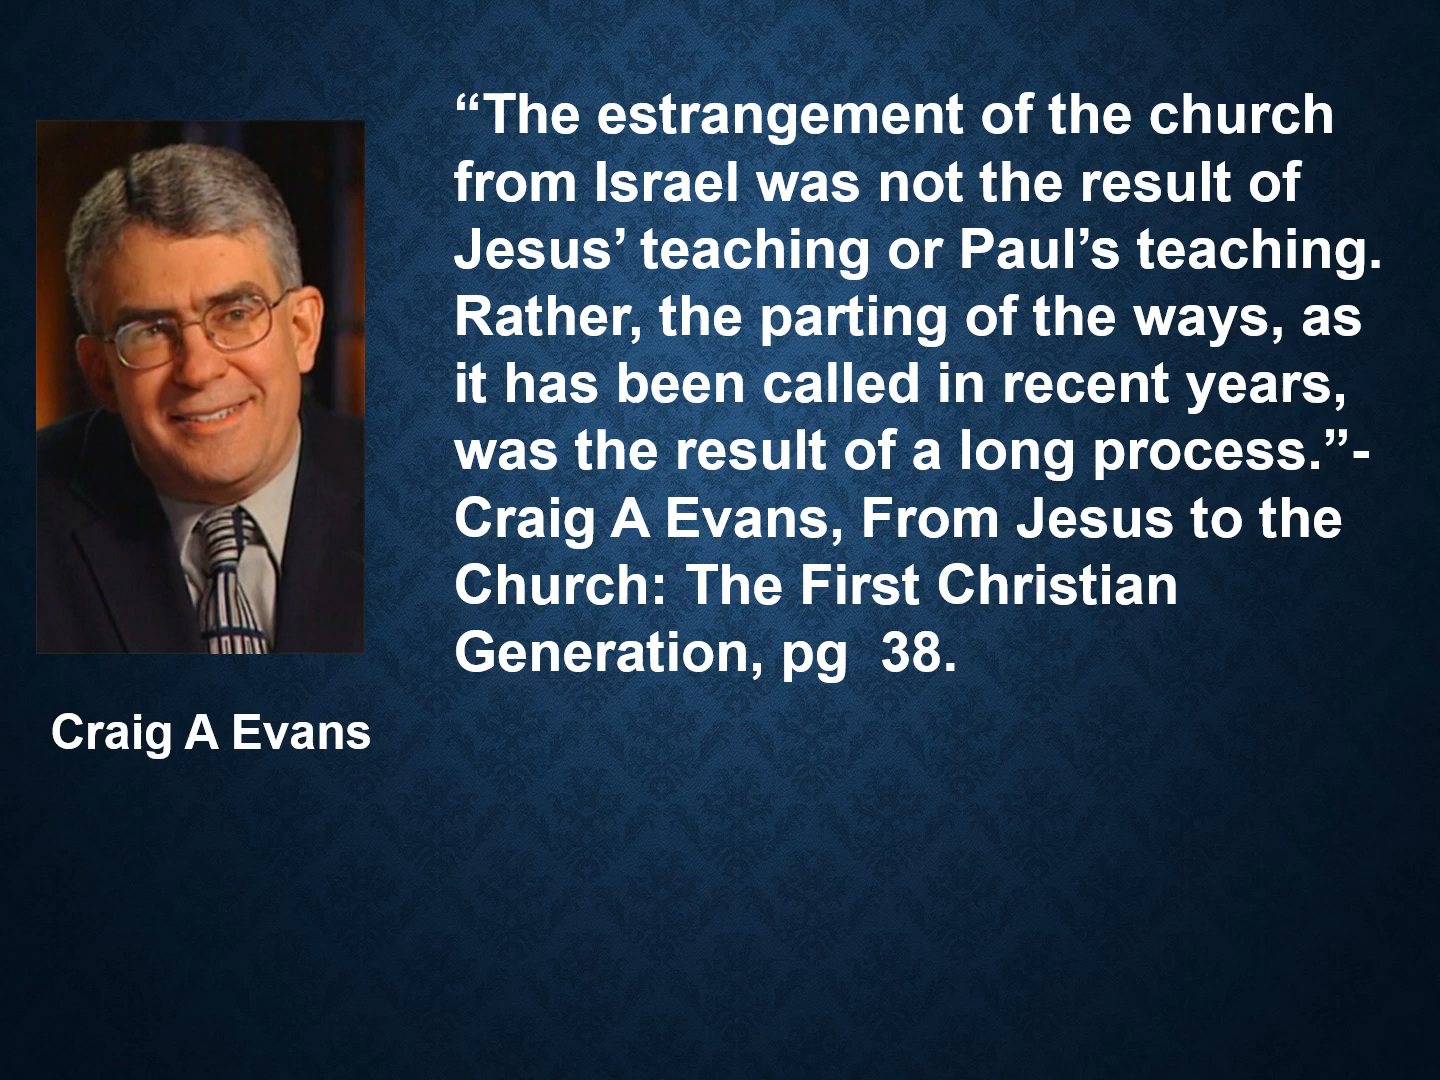 “The estrangement of the church
from Israel was not the result of
Jesus’ teaching or Paul’s teaching.
Rather, the parting of the ways, as
it has been called in recent years,
was the result of a long process.”-
Craig A Evans, From Jesus to the
Church: The First Christian
Generation, pg  38.
Craig A Evans